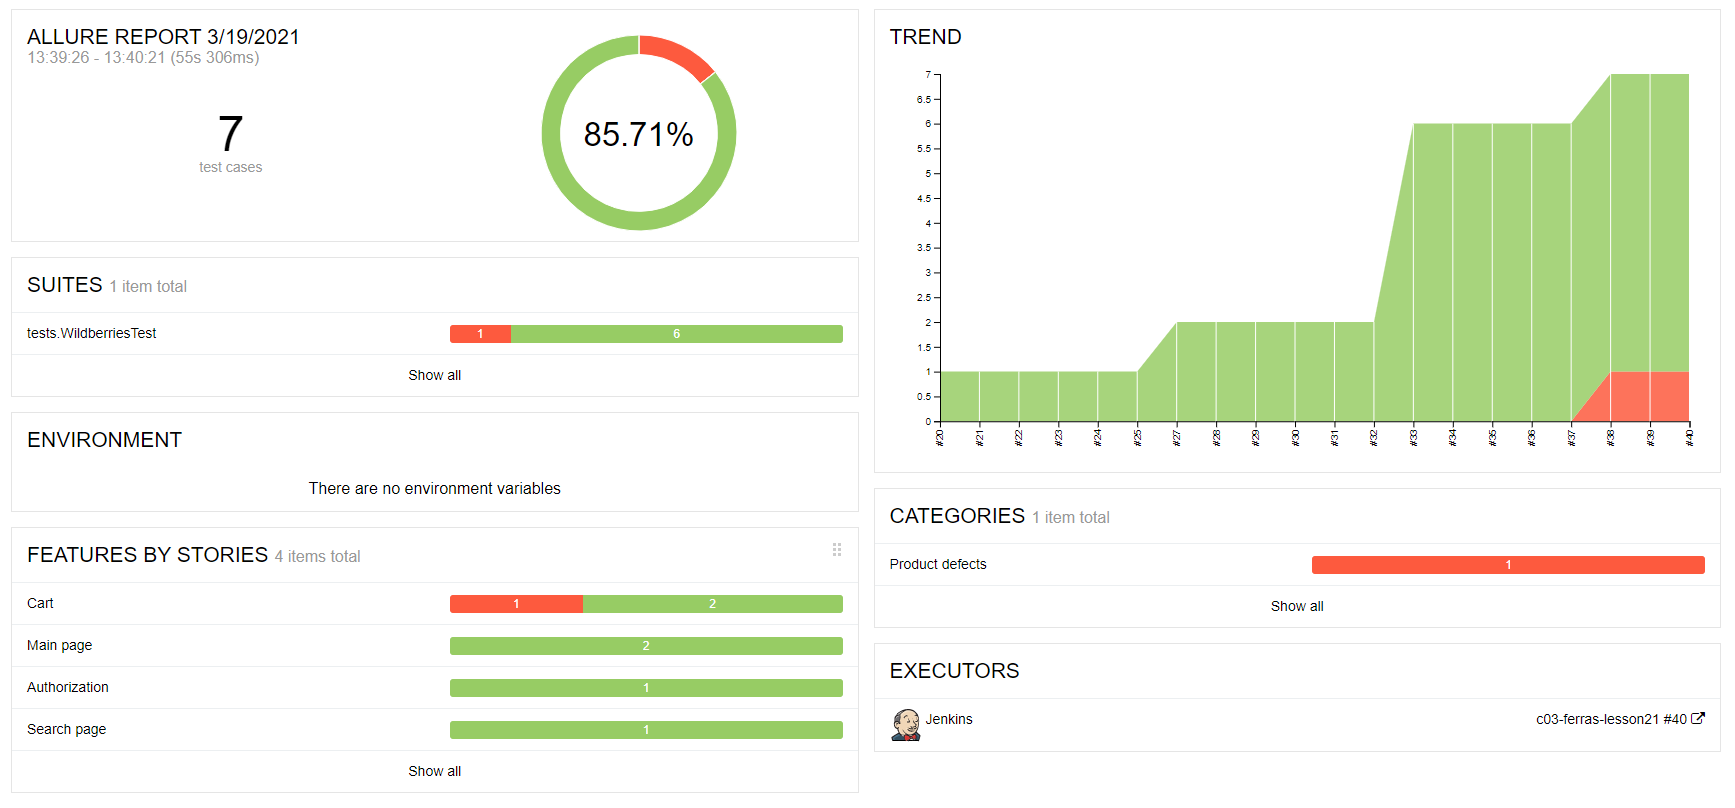 ALLURE REPORT 3/19/2021
13:39:26 - 13:40:21 (55s 306ms)
7
test cases
85.71%
SUITES 1 item total
tests.WildberriesTest 1 6
Show all
ENVIRONMENT
There are no environment variables
FEATURES BY STORIES 4 items total
Cart 1 2
Main page 2
Authorization 1
Search page 1
Show all
TREND
7
6.5
6
5.5
5
4.5
4
3.5
3
2.5
2
1.5
1
0.5
0
#20 #21 #22 #23 #24 #25 #27 #28 #29 #30 #31 #32 #33 #34 #35 #36 #37 #38 #39 #40
CATEGORIES 1 item total
Product defects 1
Show all
EXECUTORS
Jenkins c03-ferras-lesson21 #40